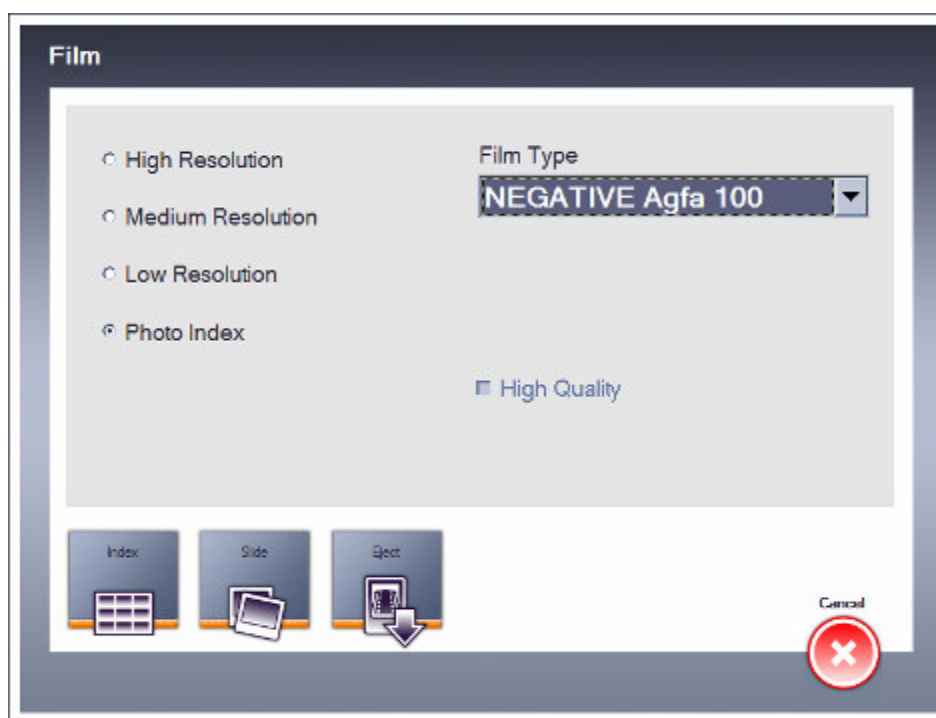 Film
High Resolution
Medium Resolution
Low Resolution
Photo Index
Film Type
NEGATIVE Agfa 100
High Quality
Index
Slide
Eject
Cancel